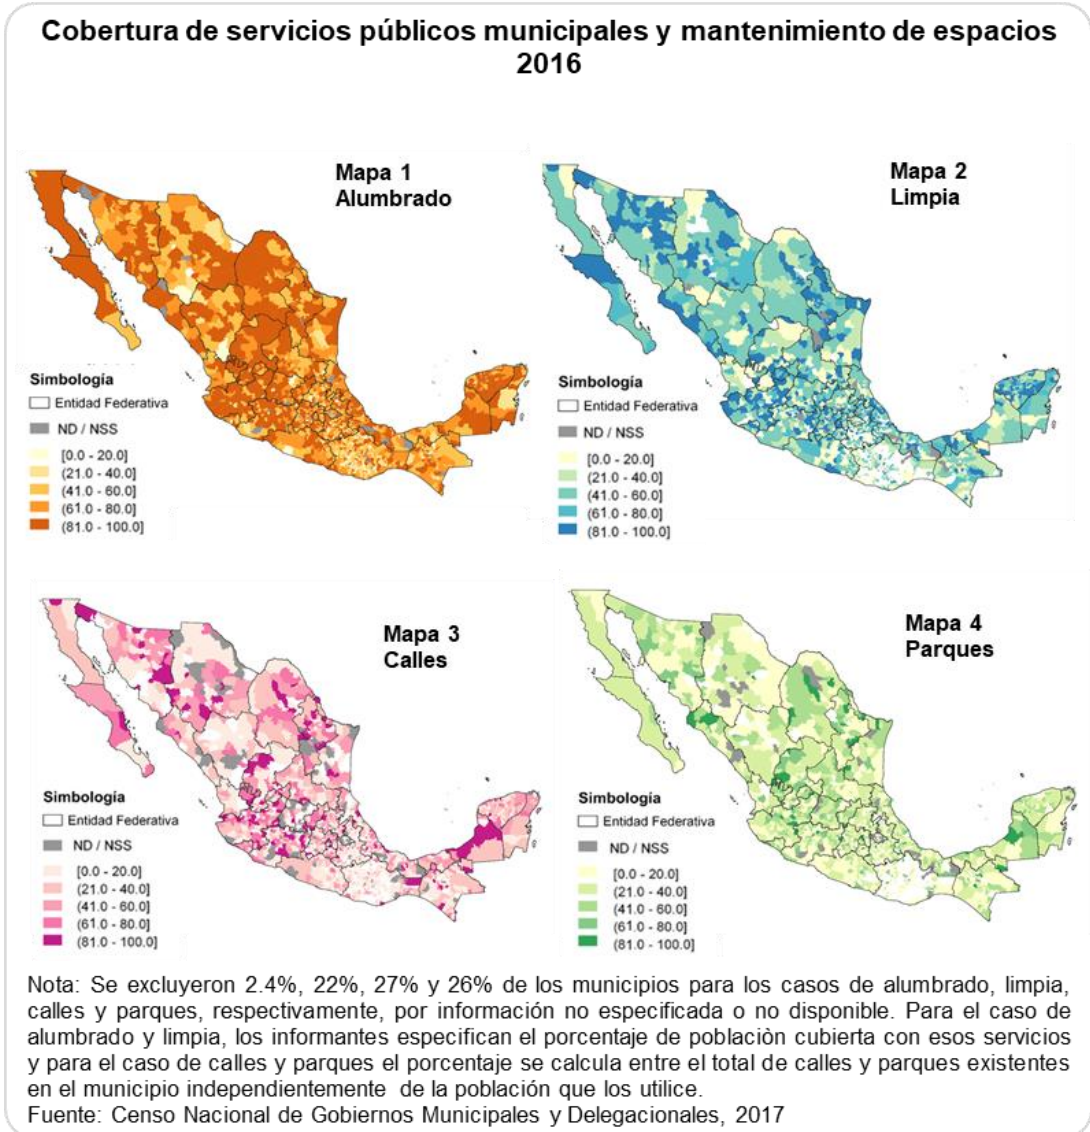 Cobertura de servicios públicos municipales y mantenimiento de espacios
2016
Mapa 1
Alumbrado
Simbología
Entidad Federativa
ND / NSS
[0.0 - 20.0]
(21.0 - 40.0]
(41.0 - 60.0]
(61.0 - 80.0]
(81.0 - 100.0]
Mapa 2
Limpia
Simbología
Entidad Federativa
ND / NSS
[0.0 - 20.0]
(21.0 - 40.0]
(41.0 - 60.0]
(61.0 - 80.0]
(81.0 - 100.0]
Mapa 3
Calles
Simbología
Entidad Federativa
ND / NSS
[0.0 - 20.0]
(21.0 - 40.0]
(41.0 - 60.0]
(61.0 - 80.0]
(81.0 - 100.0]
Mapa 4
Parques
Simbología
Entidad Federativa
ND / NSS
[0.0 - 20.0]
(21.0 - 40.0]
(41.0 - 60.0]
(61.0 - 80.0]
(81.0 - 100.0]
Nota: Se excluyeron 2.4%, 22%, 27% y 26% de los municipios para los casos de alumbrado, limpia,
calles y parques, respectivamente, por información no especificada o no disponible. Para el caso de
alumbrado y limpia, los informantes especifican el porcentaje de poblaciòn cubierta con esos servicios
y para el caso de calles y parques el porcentaje se calcula entre el total de calles y parques existentes
en el municipio independientemente de la población que los utilice.
Fuente: Censo Nacional de Gobiernos Municipales y Delegacionales, 2017